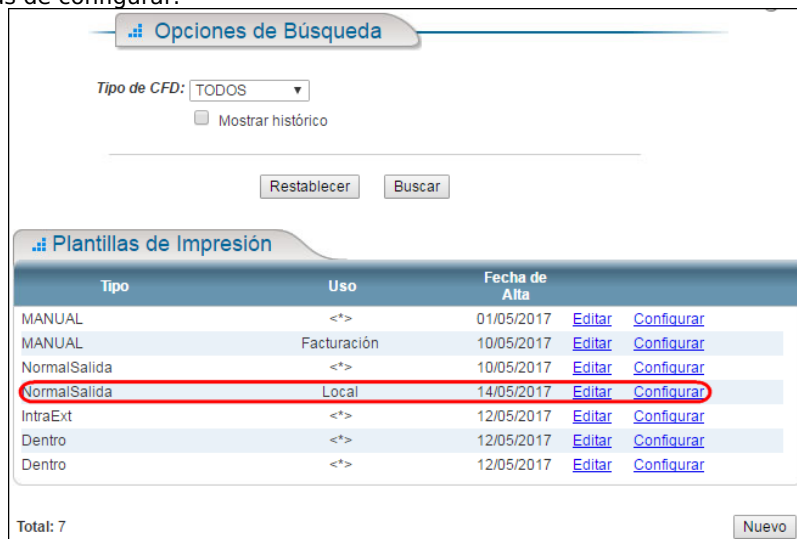 de configurar.
Opciones de Búsqueda
Tipo de CFD: TODOS
Mostrar histórico
Restablecer Buscar
Plantillas de Impresión
Tipo Uso Fecha de Alta
MANUAL <*> 01/05/2017 Editar Configurar
MANUAL Facturación 10/05/2017 Editar Configurar
NormalSalida <*> 10/05/2017 Editar Configurar
NormalSalida Local 14/05/2017 Editar Configurar
IntraExt <*> 12/05/2017 Editar Configurar
Dentro <*> 12/05/2017 Editar Configurar
Dentro <*> 12/05/2017 Editar Configurar
Total: 7 Nuevo